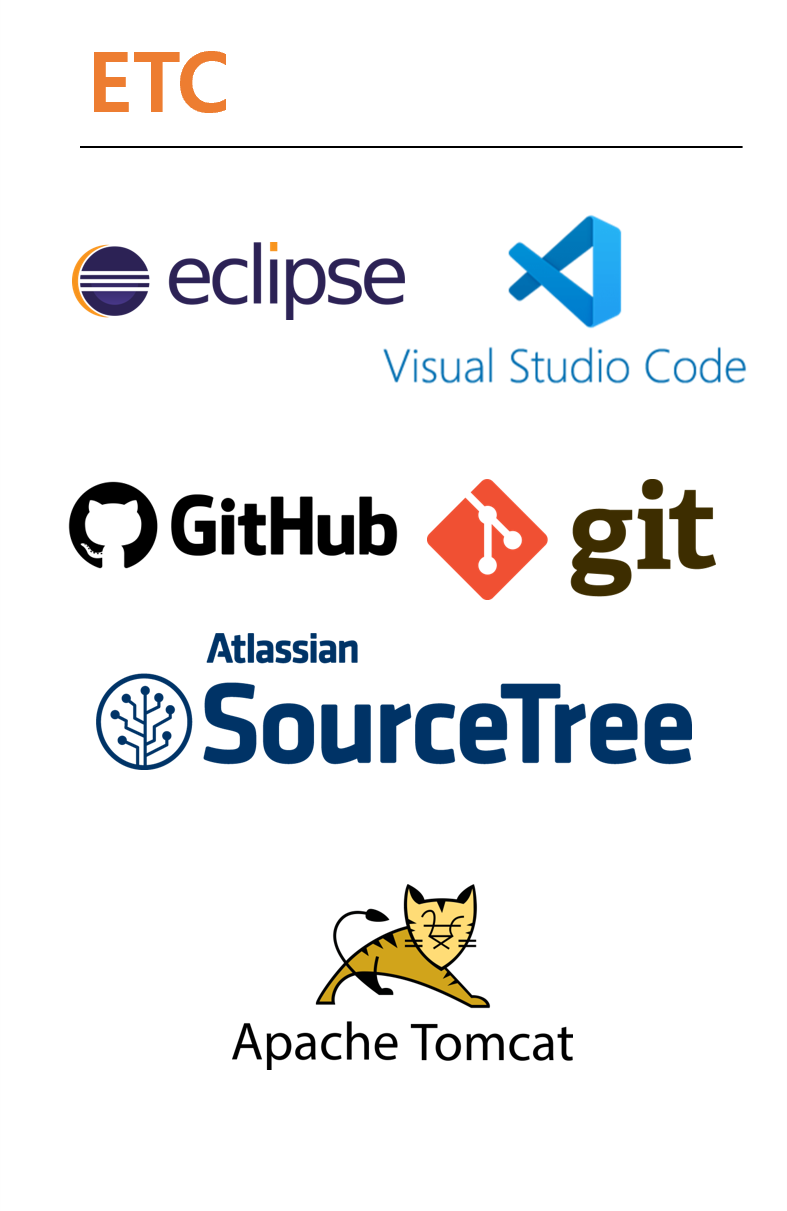 ETC
eclipse
Visual Studio Code
GitHub
git
Atlassian
SourceTree
Apache Tomcat